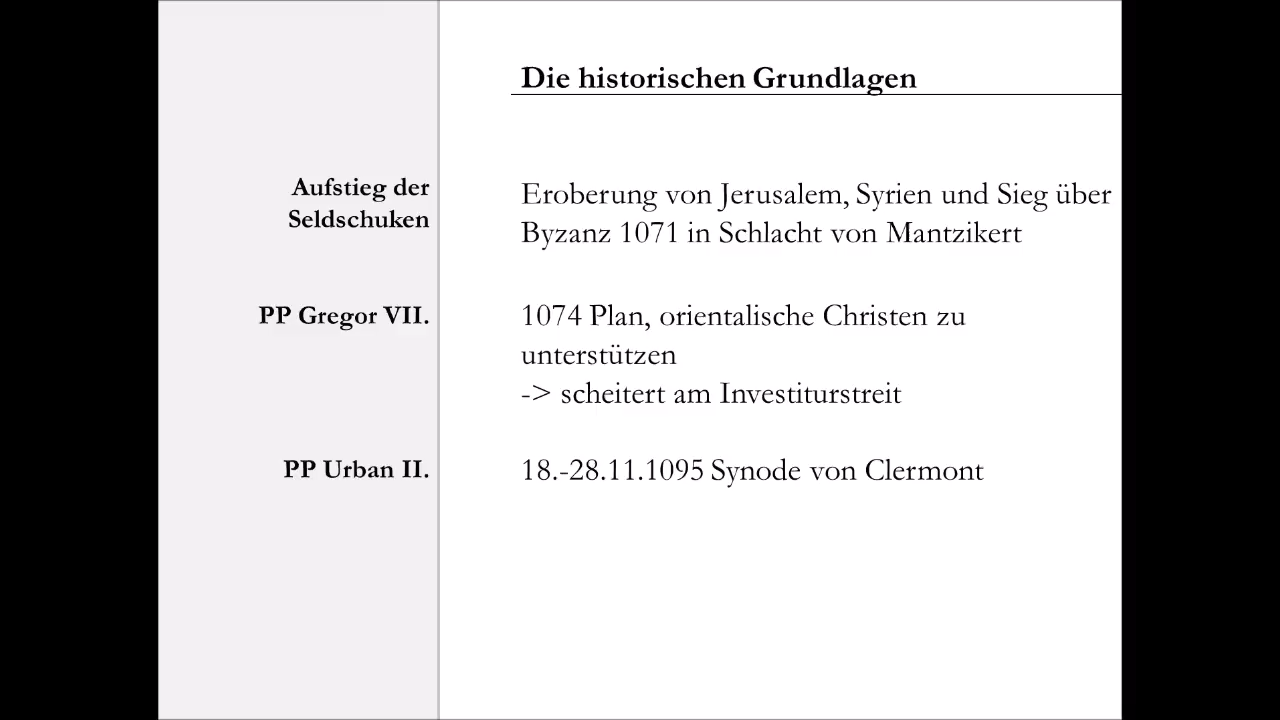 Die historischen Grundlagen
Aufstieg der
Seldschuken
Eroberung von Jerusalem, Syrien und Sieg über
Byzanz 1071 in Schlacht von Mantzikert
PP Gregor VII.
1074 Plan, orientalische Christen zu
unterstützen
-> scheitert am Investiturstreit
PP Urban II.
18.-28.11.1095 Synode von Clermont